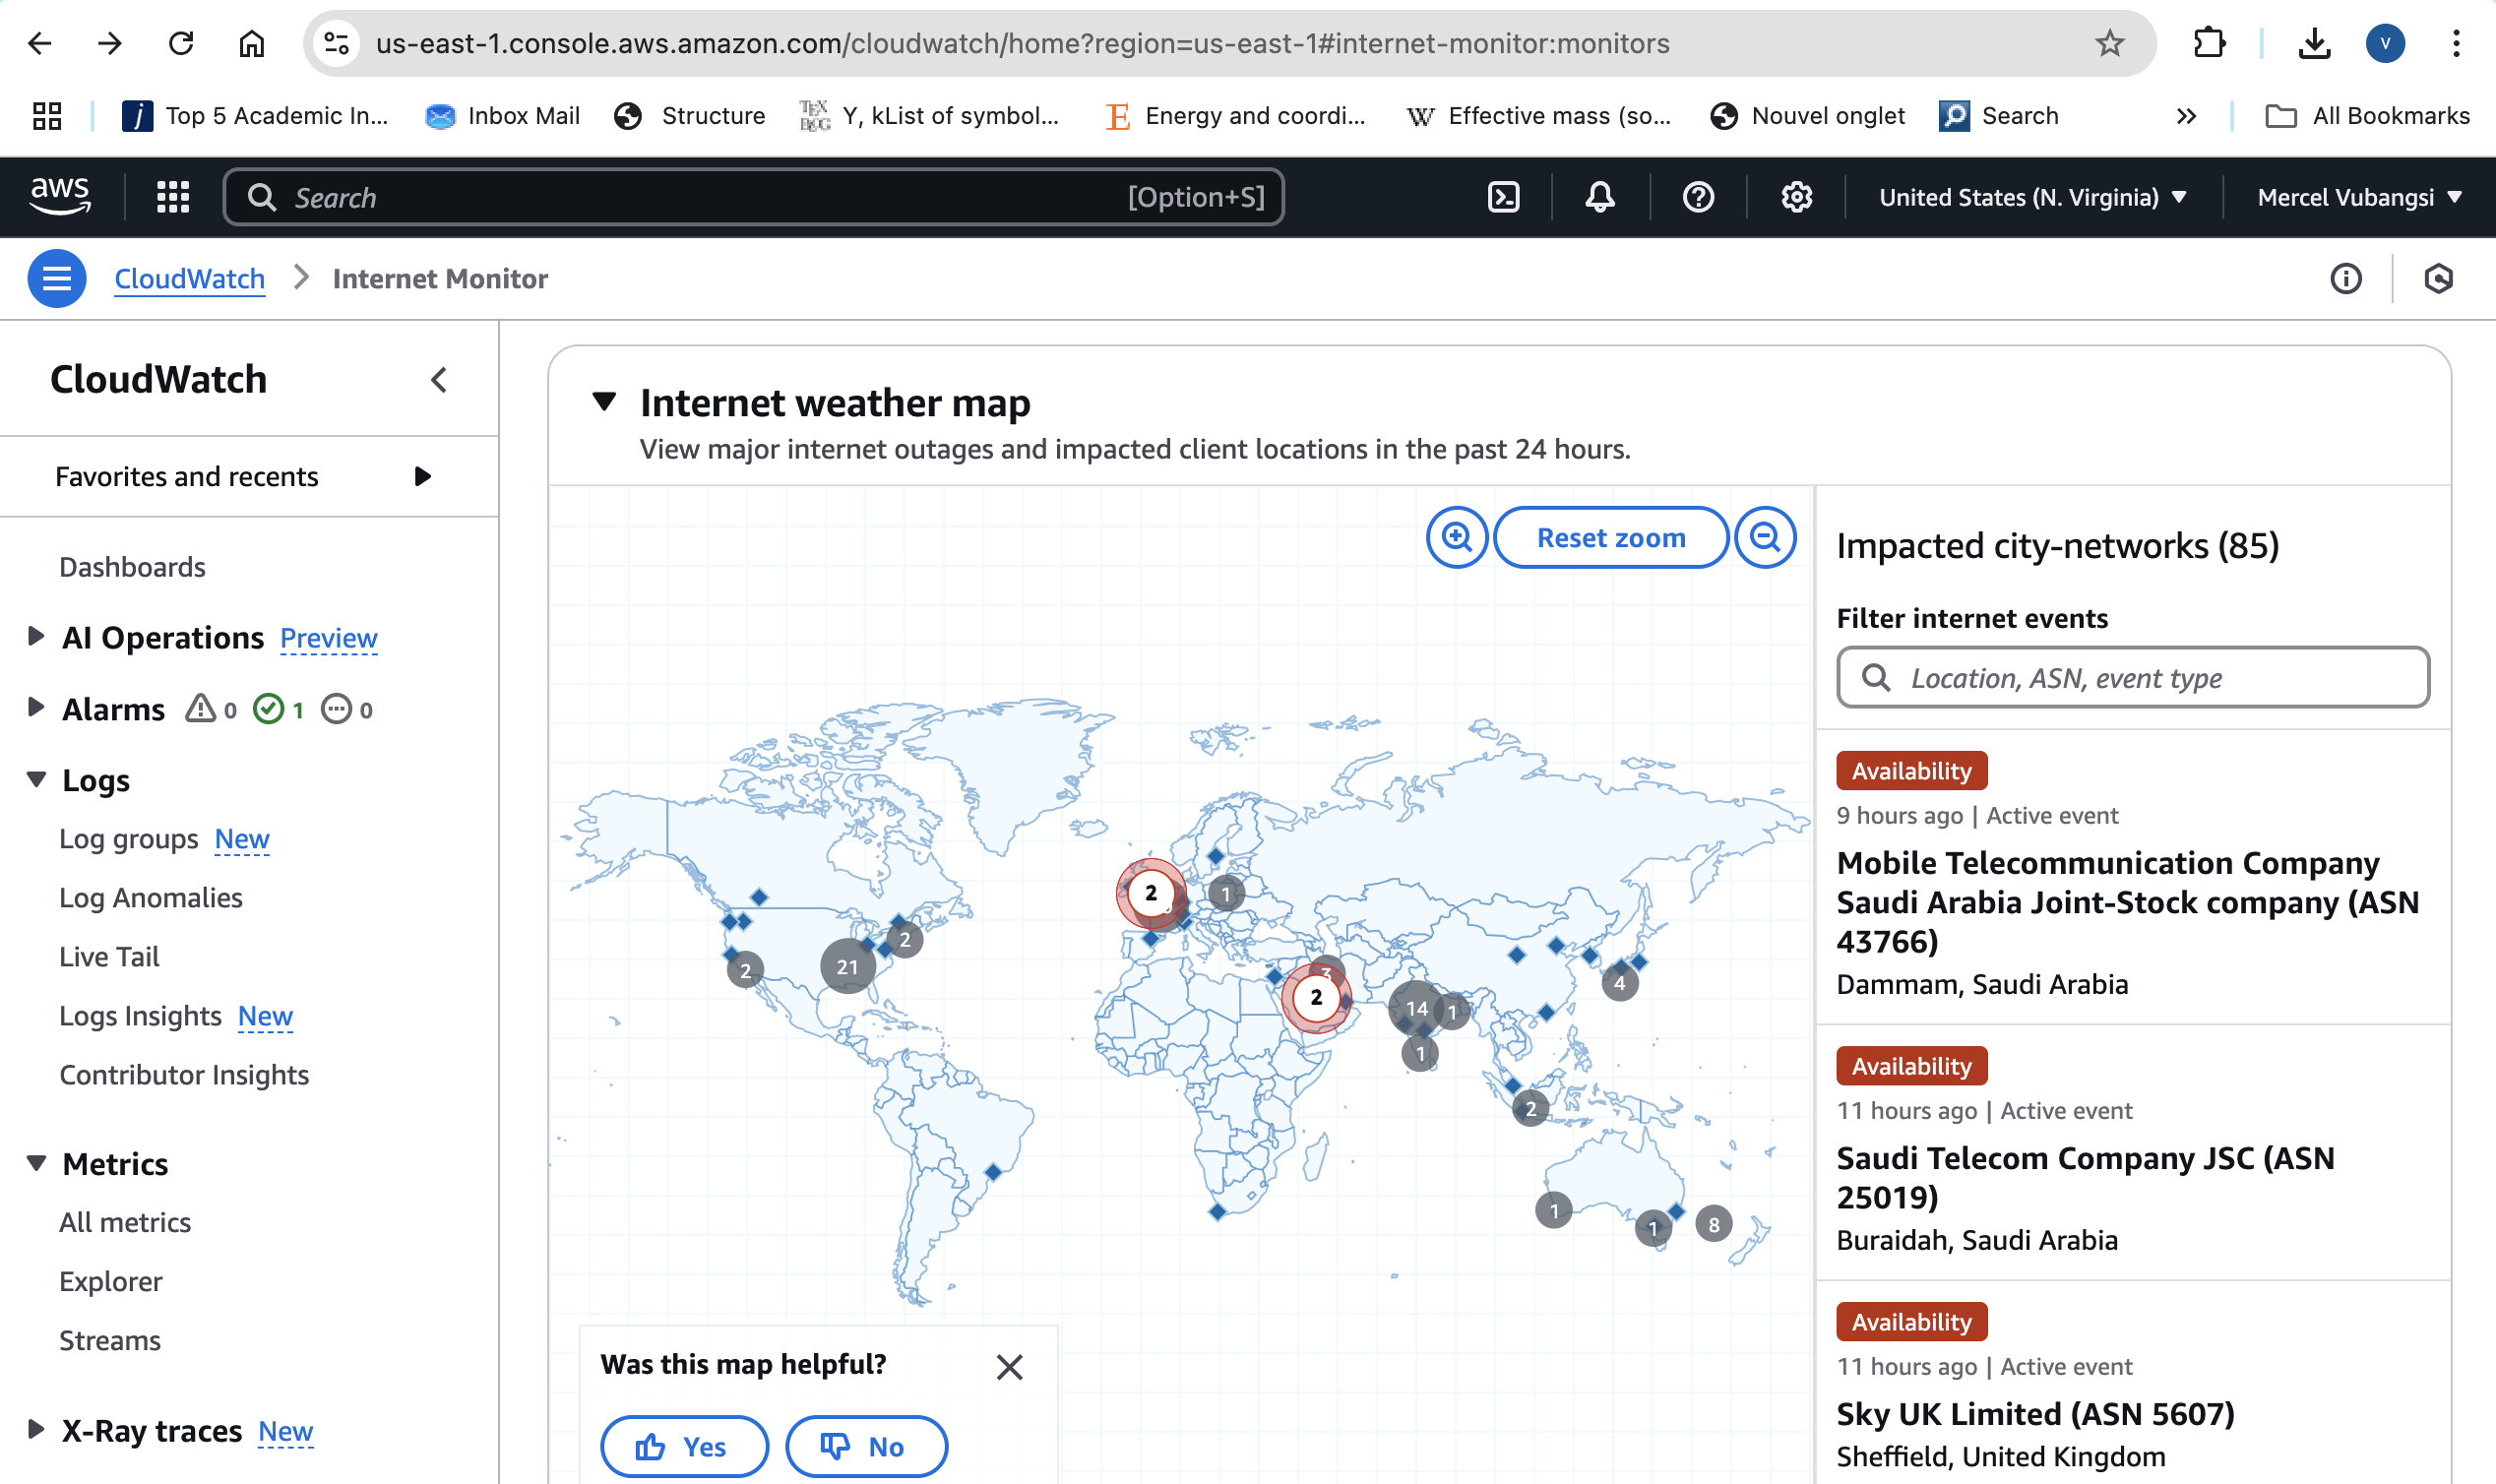 us-east-1.console.aws.amazon.com/cloudwatch/home?region=us-east-1#internet-monitor:monitors
V
j Top 5 Academic In...
Inbox Mail
Structure
TEX BLOG Y, kList of symbol...
E Energy and coordi...
W Effective mass (so...
Nouvel onglet
Search
All Bookmarks
aws
Search [Option+S]
United States (N. Virginia)
Mercel Vubangsi
CloudWatch
Internet Monitor
CloudWatch
Favorites and recents
Dashboards
AI Operations Preview
Alarms 0 1 0
Logs
Log groups New
Log Anomalies
Live Tail
Logs Insights New
Contributor Insights
Metrics
All metrics
Explorer
Streams
X-Ray traces New
Internet weather map
View major internet outages and impacted client locations in the past 24 hours.
Reset zoom
2
1
2
21
2
3
2
14
1
1
4
2
1
1
8
Was this map helpful?
Yes
No
Impacted city-networks (85)
Filter internet events
Location, ASN, event type
Availability
9 hours ago | Active event
Mobile Telecommunication Company
Saudi Arabia Joint-Stock company (ASN
43766)
Dammam, Saudi Arabia
Availability
11 hours ago | Active event
Saudi Telecom Company JSC (ASN
25019)
Buraidah, Saudi Arabia
Availability
11 hours ago | Active event
Sky UK Limited (ASN 5607)
Sheffield, United Kingdom